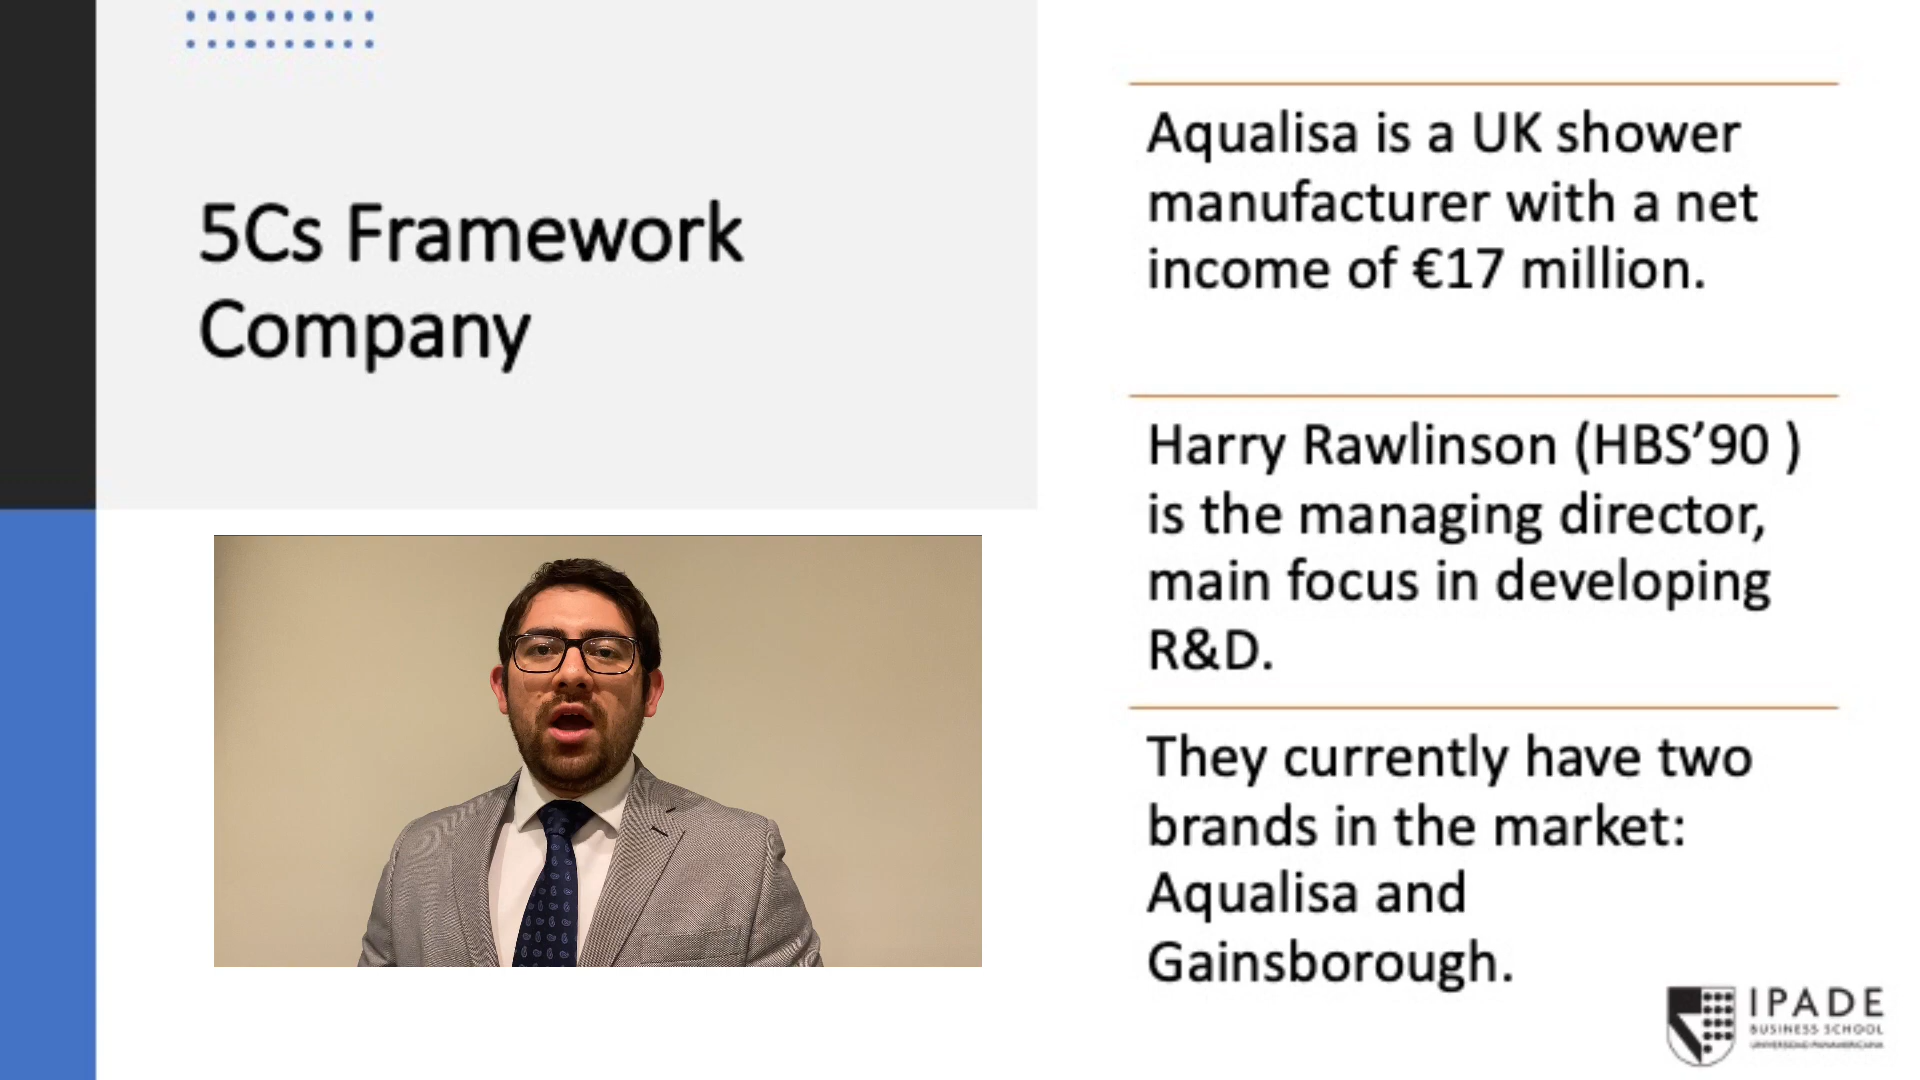 5Cs Framework
Company
Aqualisa is a UK shower
manufacturer with a net
income of €17 million.
Harry Rawlinson (HBS’90 )
is the managing director,
main focus in developing
R&D.
They currently have two
brands in the market:
Aqualisa and
Gainsborough.
IPADE
BUSINESS SCHOOL
UNIVERSIDAD PANAMERICANA